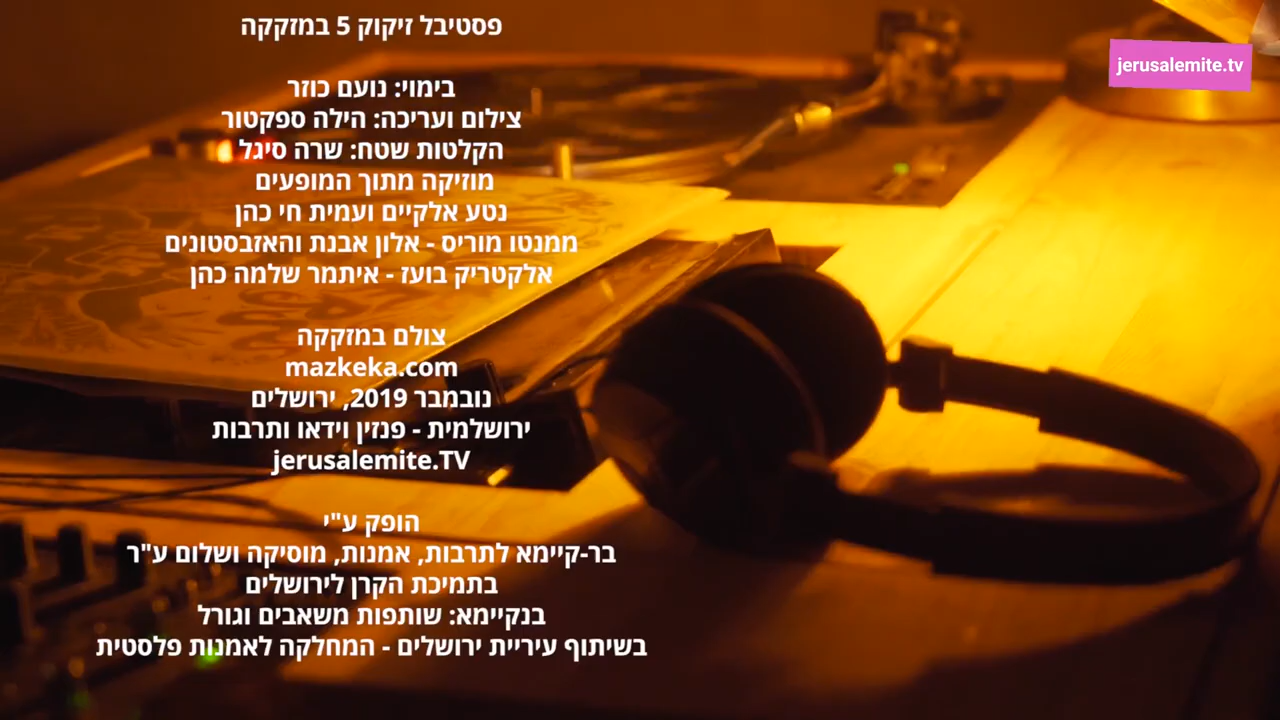 פסטיבל זיקוק 5 במזקקה
בימוי: נועם כוזר
צילום ועריכה: הילה ספקטור
הקלטות שטח: שרה סיגל
מוזיקה מתוך המופעים
נטע אלקיים ועמית חי כהן
ממנטו מוריס - אלון אבנת והאזבסטונים
אלקטריק בועז - איתמר שלמה כהן
צולם במזקקה
mazkeka.com
נובמבר 2019, ירושלים
ירושלמית - פנזין וידאו ותרבות
jerusalemite.TV
הופק ע"י
בר-קיימא לתרבות, אמנות, מוסיקה ושלום ע"ר
בתמיכת הקרן לירושלים
בנקיימא: שותפות משאבים וגורל
בשיתוף עיריית ירושלים - המחלקה לאמנות פלסטית
jerusalemite.tv